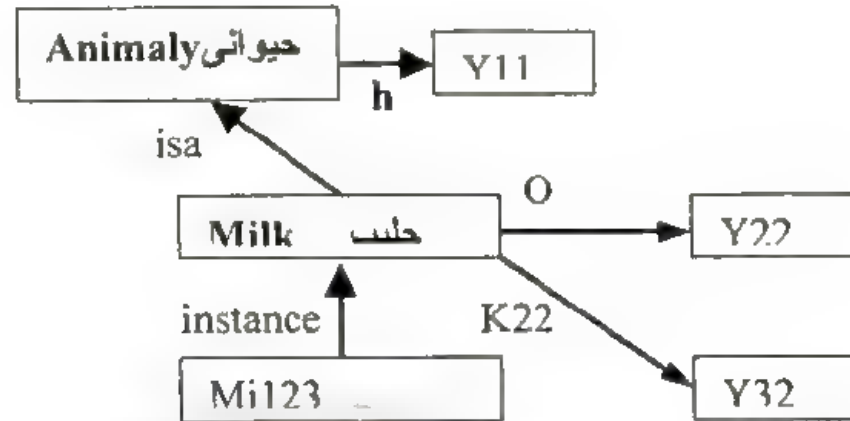 Animaly حيوانى
Y11
h
isa
O
Milk حليب
Y22
instance
K22
Mi123
Y32